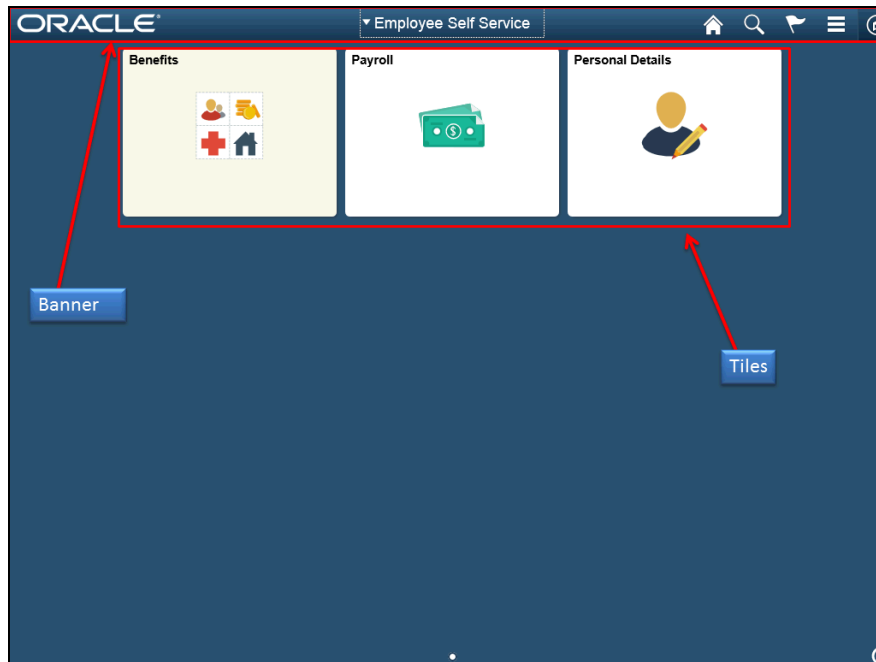 ORACLE®
Employee Self Service
Benefits
Payroll
Personal Details
$
Banner
Tiles